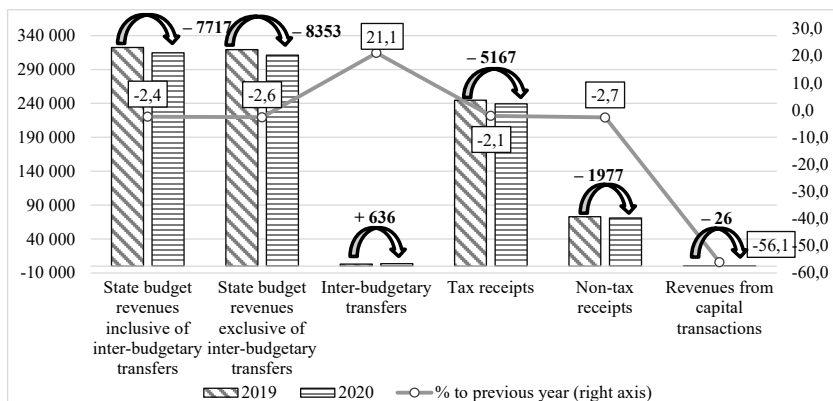 – 7717
– 8353
21,1
– 5167
-2,7
-2,4
-2,6
-2,1
– 1977
+ 636
– 26
-56,1
340 000
290 000
240 000
190 000
140 000
90 000
40 000
-10 000
30,0
20,0
10,0
0,0
-10,0
-20,0
-30,0
-40,0
-50,0
-60,0
State budget
revenues
inclusive of
inter-budgetary
transfers
State budget
revenues
exclusive of
inter-budgetary
transfers
Inter-budgetary
transfers
Tax receipts
Non-tax
receipts
Revenues from
capital
transactions
2019
2020
% to previous year (right axis)